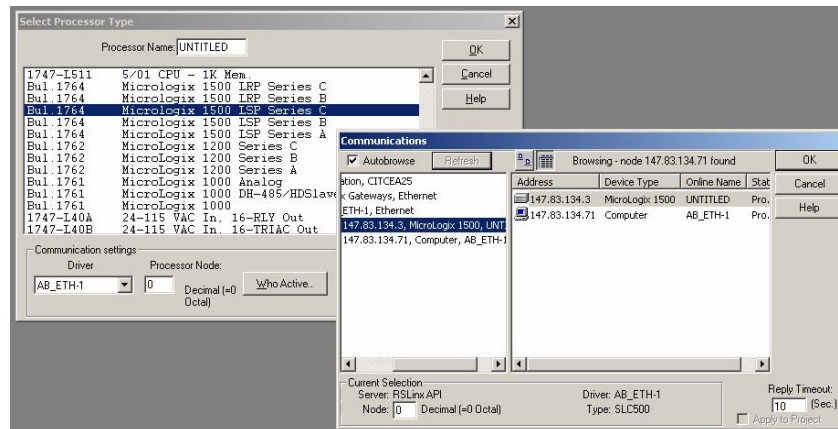 Select Processor Type
Processor Name: UNTITLED
OK
Cancel
Help
1747-L511 5/01 CPU - 1K Mem.
Bul.1764 Micrologix 1500 LRP Series C
Bul.1764 Micrologix 1500 LRP Series B
Bul.1764 Micrologix 1500 LSP Series C
Bul.1764 Micrologix 1500 LSP Series B
Bul.1764 Micrologix 1500 LSP Series A
Bul.1762 MicroLogix 1200 Series C
Bul.1762 MicroLogix 1200 Series B
Bul.1762 MicroLogix 1200 Series A
Bul.1761 MicroLogix 1000 Analog
Bul.1761 MicroLogix 1000 DH-485/HDSlave
Bul.1761 MicroLogix 1000
1747-L40A 24-115 VAC In, 16-RLY Out
1747-L40B 24-115 VAC In, 16-TRIAC Out
Communication settings
Driver Processor Node:
AB_ETH-1 0 Decimal (=0 Octal) Who Active..
Communications
Autobrowse Refresh Browsing - node 147.83.134.71 found
OK
Cancel
Help
ation, CITCEA25
x Gateways, Ethernet
ETH-1, Ethernet
147.83.134.3, MicroLogix 1500, UNT
147.83.134.71, Computer, AB_ETH-1
Address Device Type Online Name Stat
147.83.134.3 MicroLogix 1500 UNTITLED Pro.
147.83.134.71 Computer AB_ETH-1 Pro.
Current Selection
Server: RSLinx API Driver: AB_ETH-1
Node: 0 Decimal (=0 Octal) Type: SLC500
Reply Timeout:
10 (Sec.)
Apply to Project